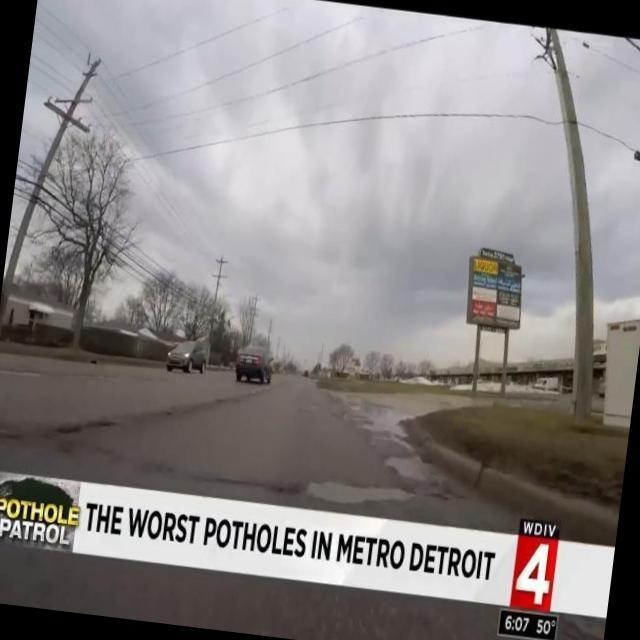 POTHOLE
PATROL
THE WORST POTHOLES IN METRO DETROIT
WDIV
4
6:07 50°